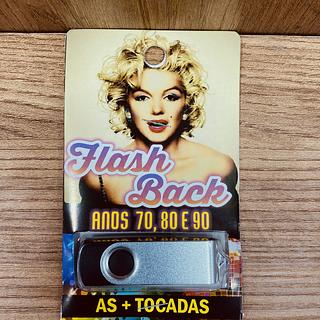 Flash
Back
ANOS 70, 80 E 90
AS + TOCADAS